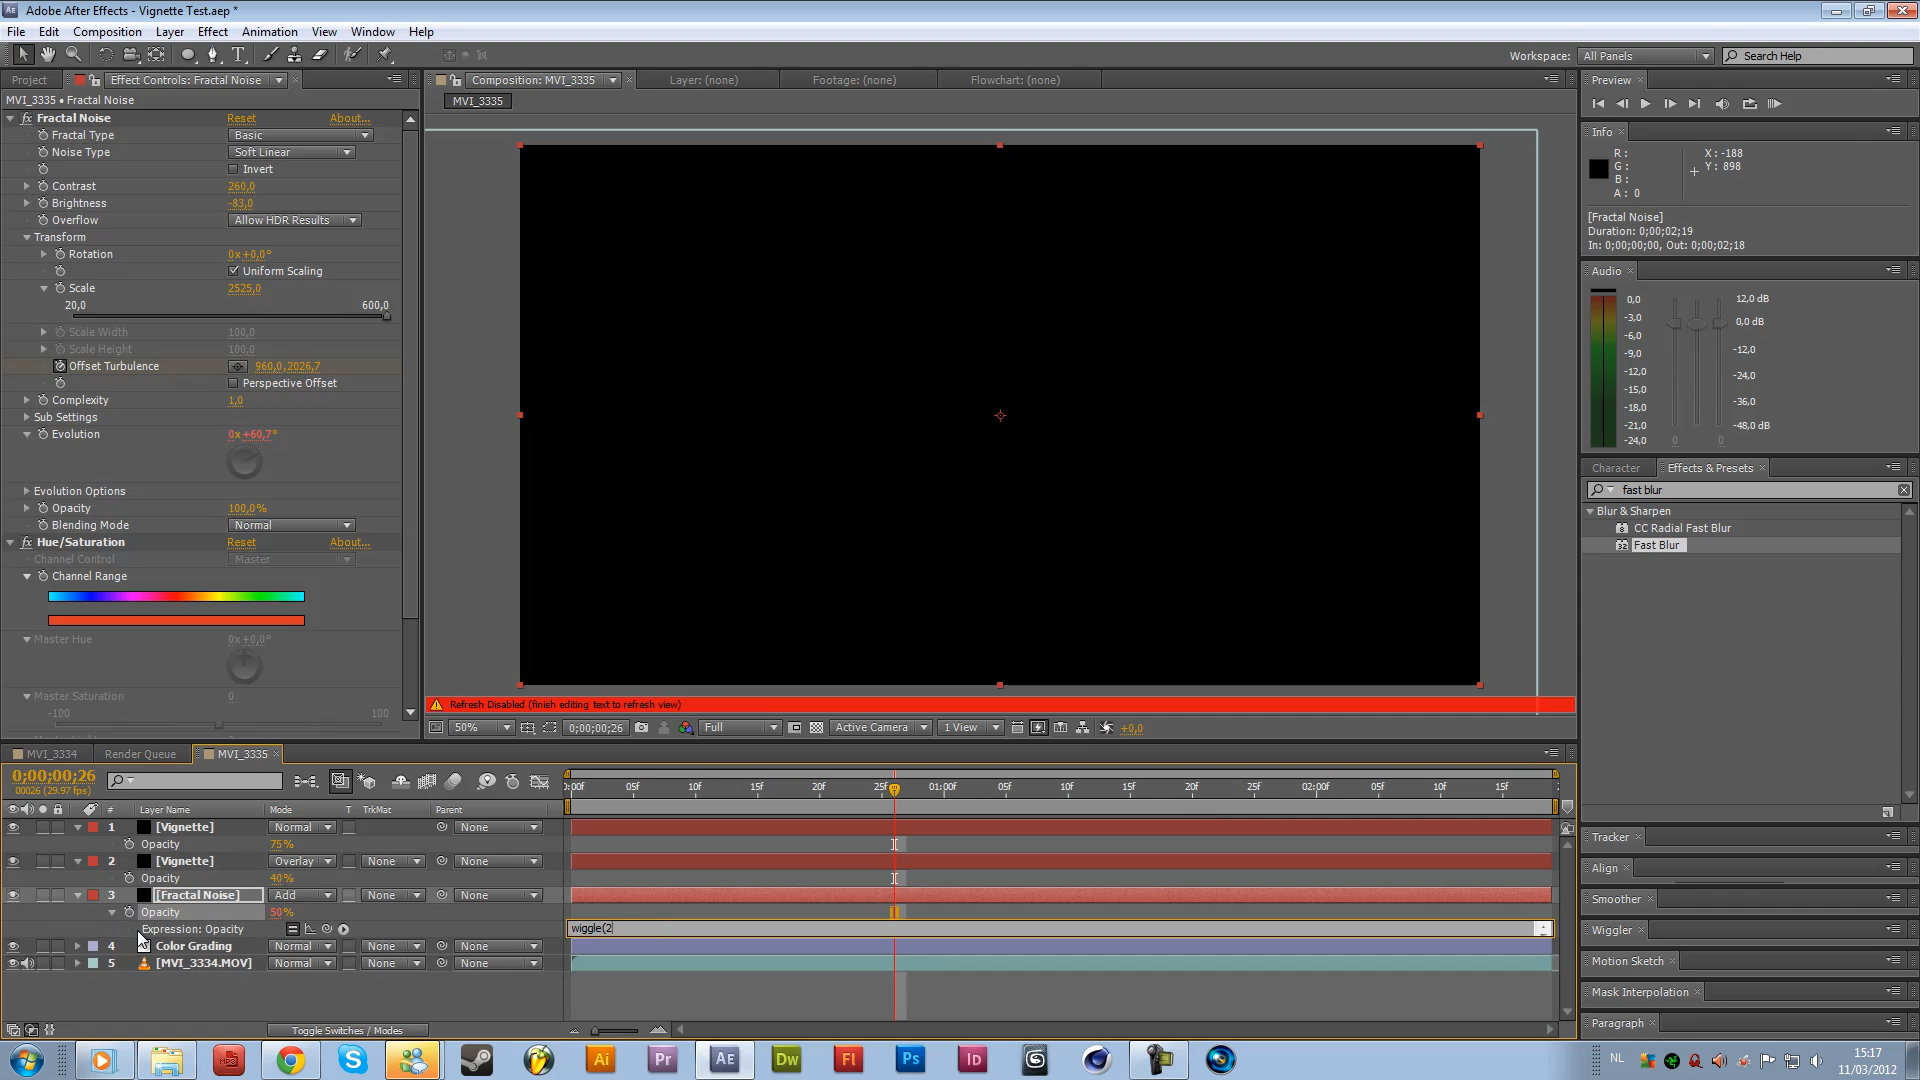 Adobe After Effects - Vignette Test.aep *
File Edit Composition Layer Effect Animation View Window Help
Workspace: All Panels Search Help
Project Effect Controls: Fractal Noise
MVI_3335 • Fractal Noise
Fractal Noise Reset About...
Fractal Type Basic
Noise Type Soft Linear
Invert
Contrast 260,0
Brightness -83,0
Overflow Allow HDR Results
Transform
Rotation 0x+0,0°
Uniform Scaling
Scale 2525,0
20,0 600,0
Scale Width 100,0
Scale Height 100,0
Offset Turbulence 960,0,2026,7
Perspective Offset
Complexity 1,0
Sub Settings
Evolution 0x+60,7°
Evolution Options
Opacity 100,0%
Blending Mode Normal
Hue/Saturation Reset About...
Channel Control Master
Channel Range
Master Hue 0x+0,0°
Master Saturation 0
-100 100
Composition: MVI_3335 Layer: (none) Footage: (none) Flowchart: (none)
MVI_3335
Refresh Disabled (finish editing text to refresh view)
50% 0;00;00;26 Full Active Camera 1 View +0,0
Preview
Info
R: X: -188
G: Y: 898
B:
A: 0
[Fractal Noise]
Duration: 0;00;02;19
In: 0;00;00;00, Out: 0;00;02;18
Audio
0,0 12,0 dB
-3,0 0,0 dB
-6,0
-9,0 -12,0
-12,0 -24,0
-15,0
-18,0 -36,0
-21,0 -48,0 dB
-24,0 0 0
Character Effects & Presets
fast blur
Blur & Sharpen
CC Radial Fast Blur
32 Fast Blur
Tracker
Align
Smoother
Wiggler
Motion Sketch
Mask Interpolation
Paragraph
MVI_3334 Render Queue MVI_3335
0;00;00;26
00026 (29.97 fps)
0:00f 05f 10f 15f 20f 25f 01:00f 05f 10f 15f 20f 25f 02:00f 05f 10f 15f
# Layer Name Mode T TrkMat Parent
1 [Vignette] Normal None
Opacity 75%
2 [Vignette] Overlay None None
Opacity 40%
3 [Fractal Noise] Add None None
Opacity 50%
Expression: Opacity wiggle(2
4 Color Grading Normal None None
5 [MVI_3334.MOV] Normal None None
Toggle Switches / Modes
MP3 Ai Pr Ae Dw Fl Ps Id
NL 15:17
11/03/2012